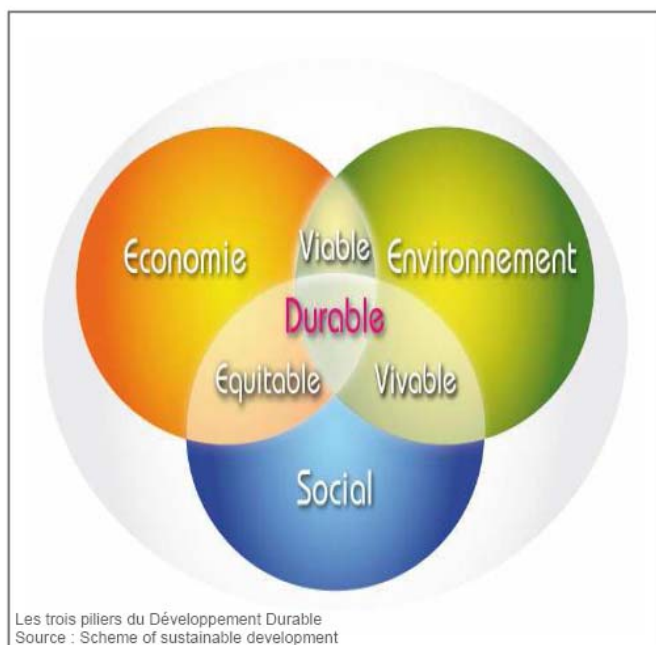 Viable
Economie
Environnement
Durable
Equitable
Vivable
Social
Les trois piliers du Développement Durable
Source : Scheme of sustainable development